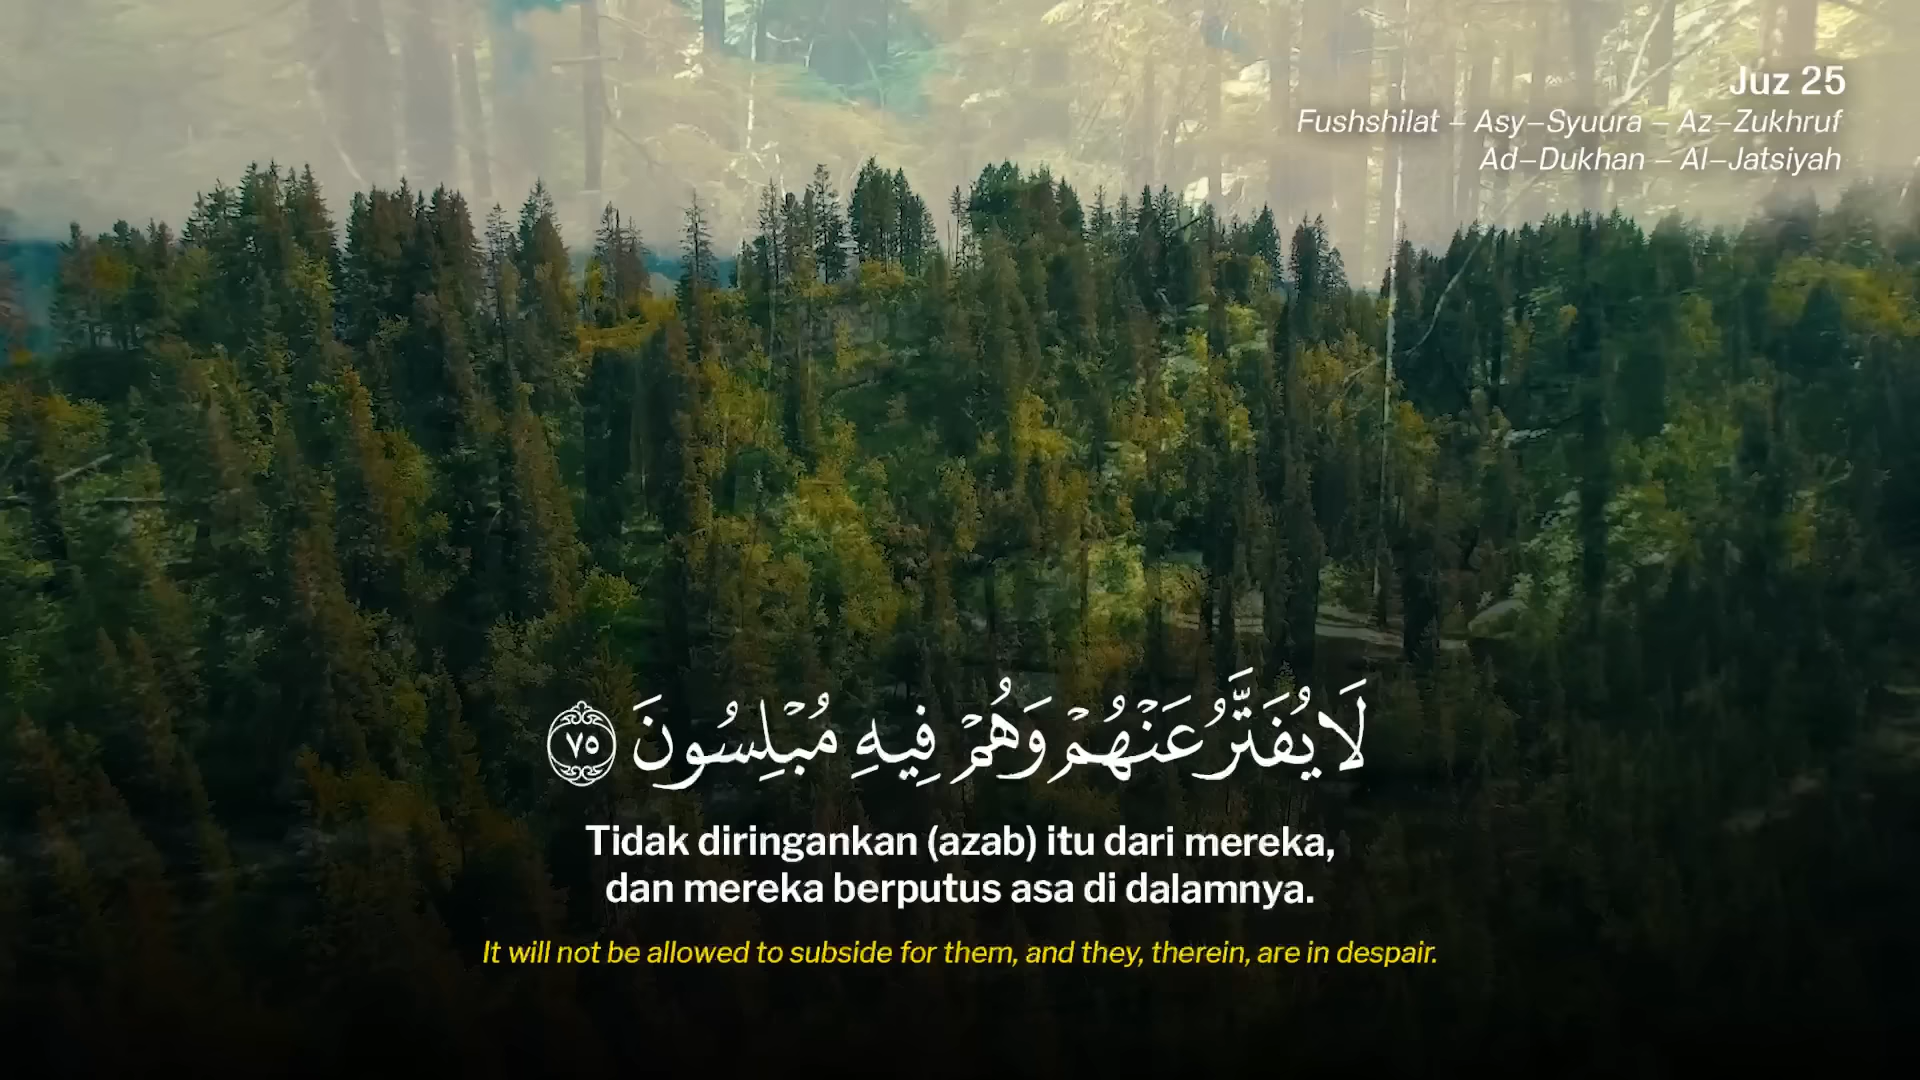 Juz 25
Fushshilat – Asy–Syuura – Az–Zukhruf
Ad–Dukhan – Al–Jatsiyah
لَا يُفَتَّرُ عَنْهُمْ وَهُمْ فِيهِ مُبْلِسُونَ ٧٥
Tidak diringankan (azab) itu dari mereka,
dan mereka berputus asa di dalamnya.
It will not be allowed to subside for them, and they, therein, are in despair.